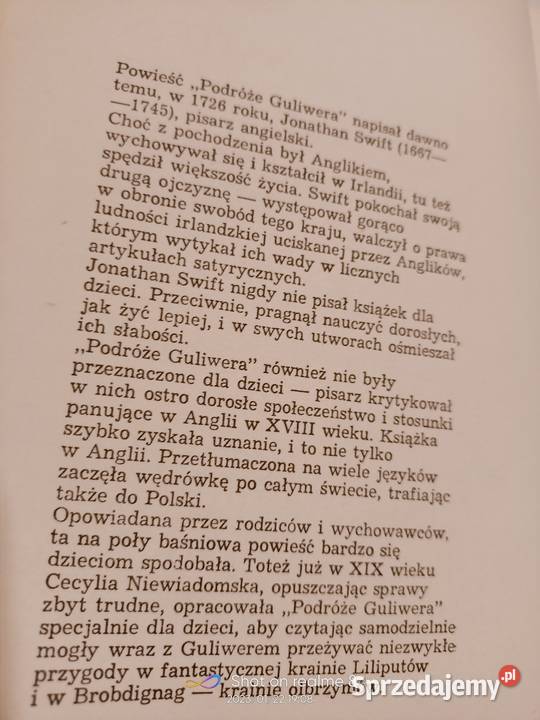 Powieść „Podróże Guliwera" napisał dawno
temu, w 1726 roku, Jonathan Swift (1667—
—1745), pisarz angielski.
Choć z pochodzenia był Anglikiem,
wychowywał się i kształcił w Irlandii, tu też
spędził większość życia. Swift pokochał swoją
drugą ojczyznę — występował gorąco
w obronie swobód tego kraju, walczył o prawa
ludności irlandzkiej uciskanej przez Anglików,
którym wytykał ich wady w licznych
artykułach satyrycznych.
Jonathan Swift nigdy nie pisał książek dla
dzieci. Przeciwnie, pragnął nauczyć dorosłych,
jak żyć lepiej, i w swych utworach ośmieszał
ich słabości.
„Podróże Guliwera" również nie były
przeznaczone dla dzieci — pisarz krytykował
w nich ostro dorosłe społeczeństwo i stosunki
panujące w Anglii w XVIII wieku. Książka
szybko zyskała uznanie, i to nie tylko
w Anglii. Przetłumaczona na wiele języków
zaczęła wędrówkę po całym świecie, trafiając
także do Polski.
Opowiadana przez rodziców i wychowawców,
ta na poły baśniowa powieść bardzo się
dzieciom spodobała. Toteż już w XIX wieku
Cecylia Niewiadomska, opuszczając sprawy
zbyt trudne, opracowała „Podróże Guliwera"
specjalnie dla dzieci, aby czytając samodzielnie
mogły wraz z Guliwerem przeżywać niezwykłe
przygody w fantastycznej krainie Liliputów
i w Brobdignag — krainie olbrzymów.
Shot on realme 8
2023/01/22 19:08
Sprzedajemy.pl